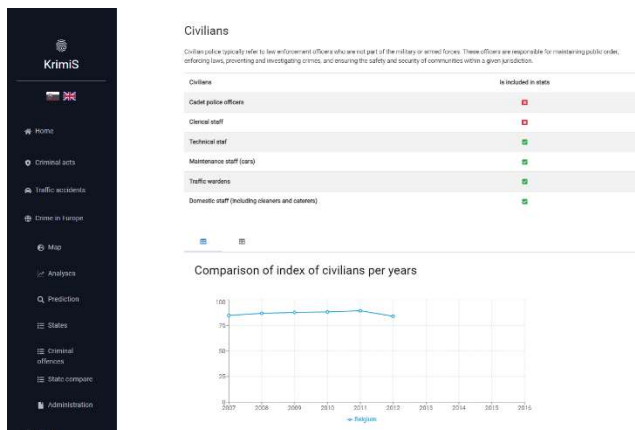 KrimiS
Home
Criminal acts
Traffic accidents
Crime in Europe
Map
Analyses
Prediction
States
Criminal
offences
State compare
Administration
Civilians
Civilian police typically refer to law enforcement officers who are not part of the military or armed forces. These officers are responsible for maintaining public order,
enforcing laws, preventing and investigating crimes, and ensuring the safety and security of communities within a given jurisdiction.
Civilians Is included in stats
Cadet police officers
Clerical staff
Technical staf
Maintenance staff (cars)
Traffic wardens
Domestic staff (including cleaners and caterers)
Comparison of index of civilians per years
100
75
50
25
0
2007 2008 2009 2010 2011 2012 2013 2014 2015 2016
Belgium